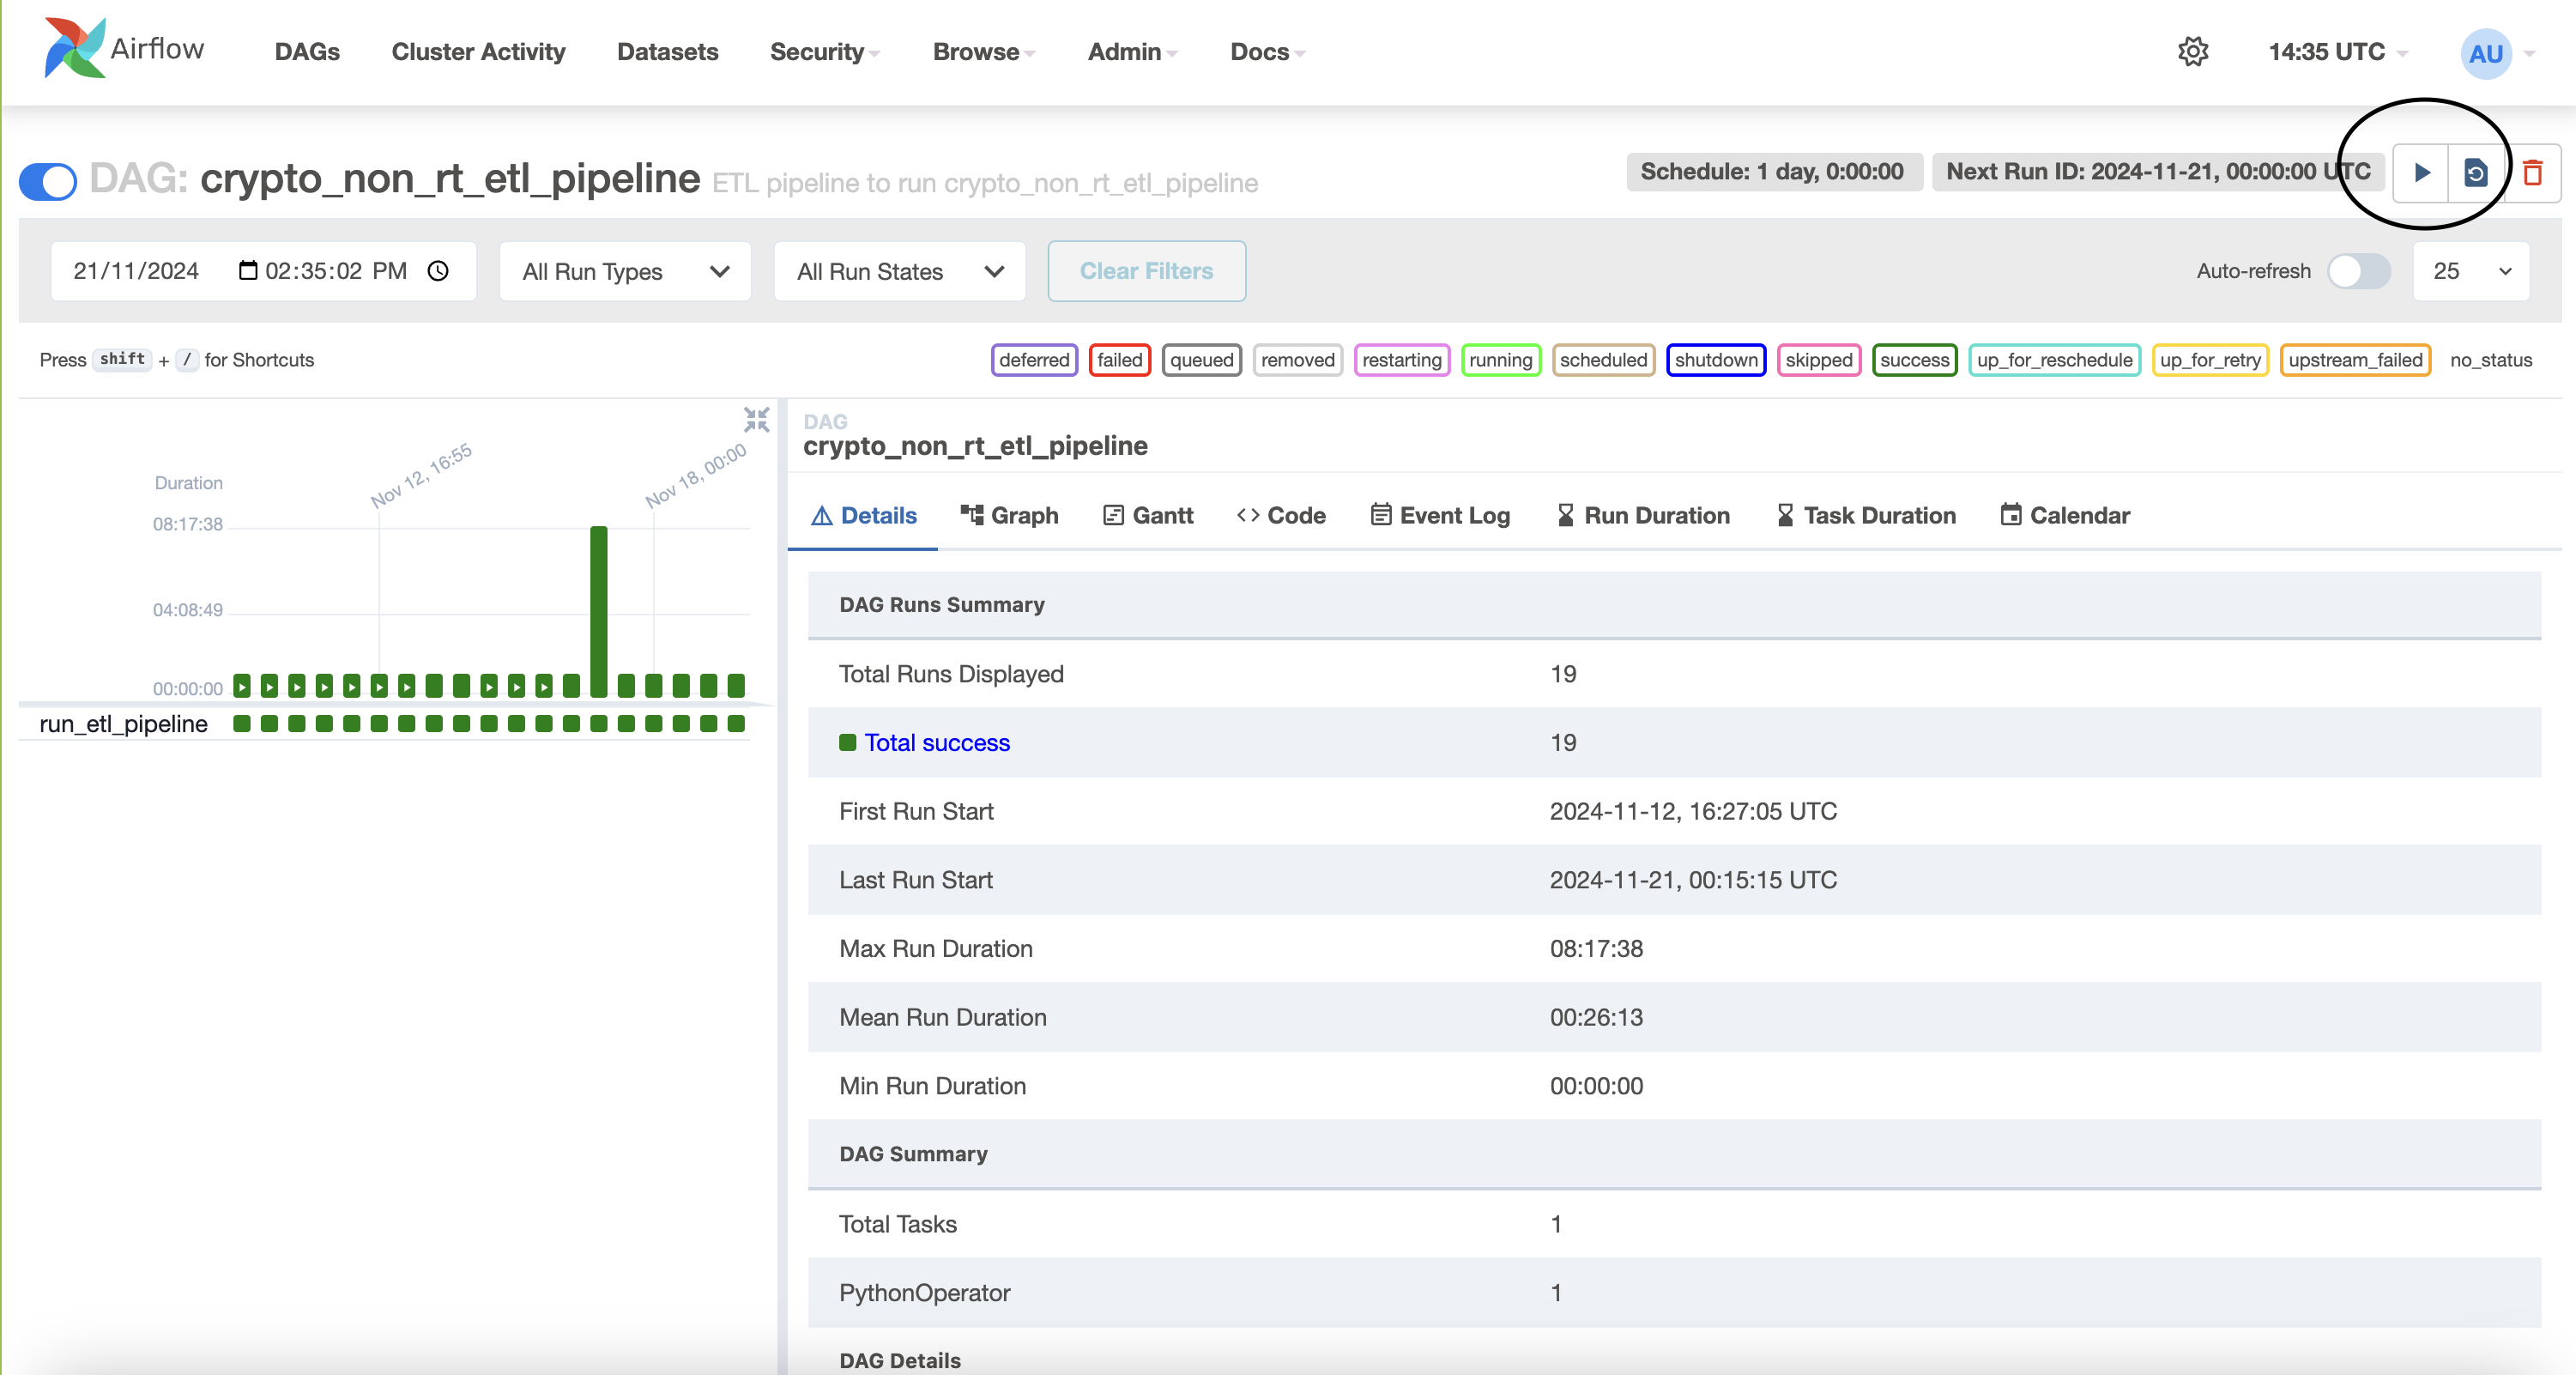 Airflow DAGs Cluster Activity Datasets Security Browse Admin Docs 14:35 UTC AU
DAG: crypto_non_rt_etl_pipeline ETL pipeline to run crypto_non_rt_etl_pipeline Schedule: 1 day, 0:00:00 Next Run ID: 2024-11-21, 00:00:00 UTC
21/11/2024 02:35:02 PM All Run Types All Run States Clear Filters Auto-refresh 25
Press shift + / for Shortcuts deferred failed queued removed restarting running scheduled shutdown skipped success up_for_reschedule up_for_retry upstream_failed no_status
Nov 12, 16:55
Nov 18, 00:00
Duration
08:17:38
04:08:49
00:00:00
run_etl_pipeline
DAG
crypto_non_rt_etl_pipeline
Details Graph Gantt Code Event Log Run Duration Task Duration Calendar
DAG Runs Summary
Total Runs Displayed 19
Total success 19
First Run Start 2024-11-12, 16:27:05 UTC
Last Run Start 2024-11-21, 00:15:15 UTC
Max Run Duration 08:17:38
Mean Run Duration 00:26:13
Min Run Duration 00:00:00
DAG Summary
Total Tasks 1
PythonOperator 1
DAG Details